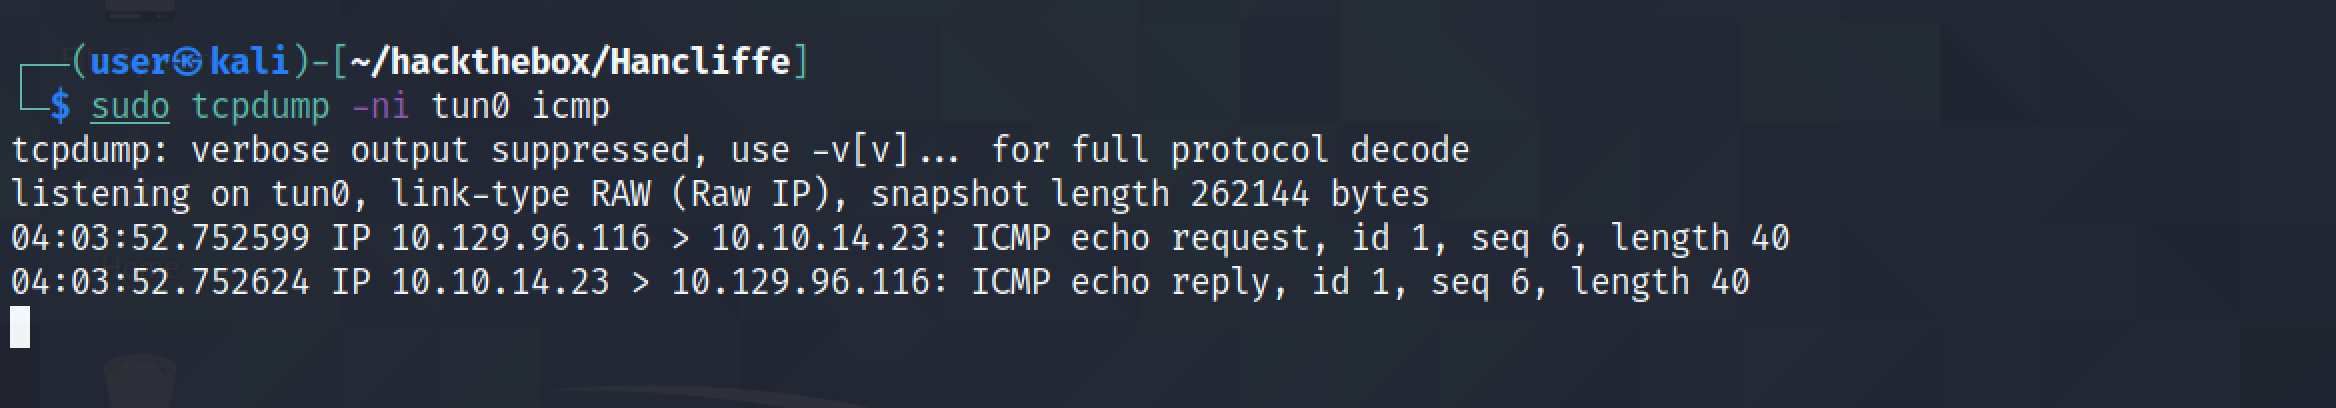 (user㉿kali)-[~/hackthebox/Hancliffe]
$ sudo tcpdump -ni tun0 icmp
tcpdump: verbose output suppressed, use -v[v]... for full protocol decode
listening on tun0, link-type RAW (Raw IP), snapshot length 262144 bytes
04:03:52.752599 IP 10.129.96.116 > 10.10.14.23: ICMP echo request, id 1, seq 6, length 40
04:03:52.752624 IP 10.10.14.23 > 10.129.96.116: ICMP echo reply, id 1, seq 6, length 40